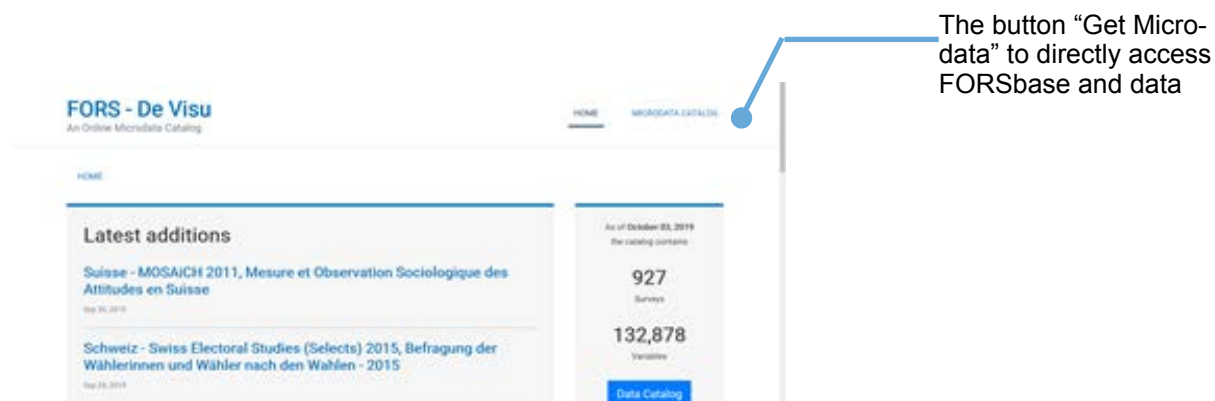 The button “Get Micro-
data” to directly access
FORSbase and data
FORS - De Visu
An Online Microdata Catalog
HOME MICRODATA CATALOG
HOME
Latest additions
Suisse - MOSAiCH 2011, Mesure et Observation Sociologique des
Attitudes en Suisse
Schweiz - Swiss Electoral Studies (Selects) 2015, Befragung der
Wählerinnen und Wähler nach den Wahlen - 2015
As of October 03, 2019
the catalog contains
927
Surveys
132,878
Variables
Data Catalog